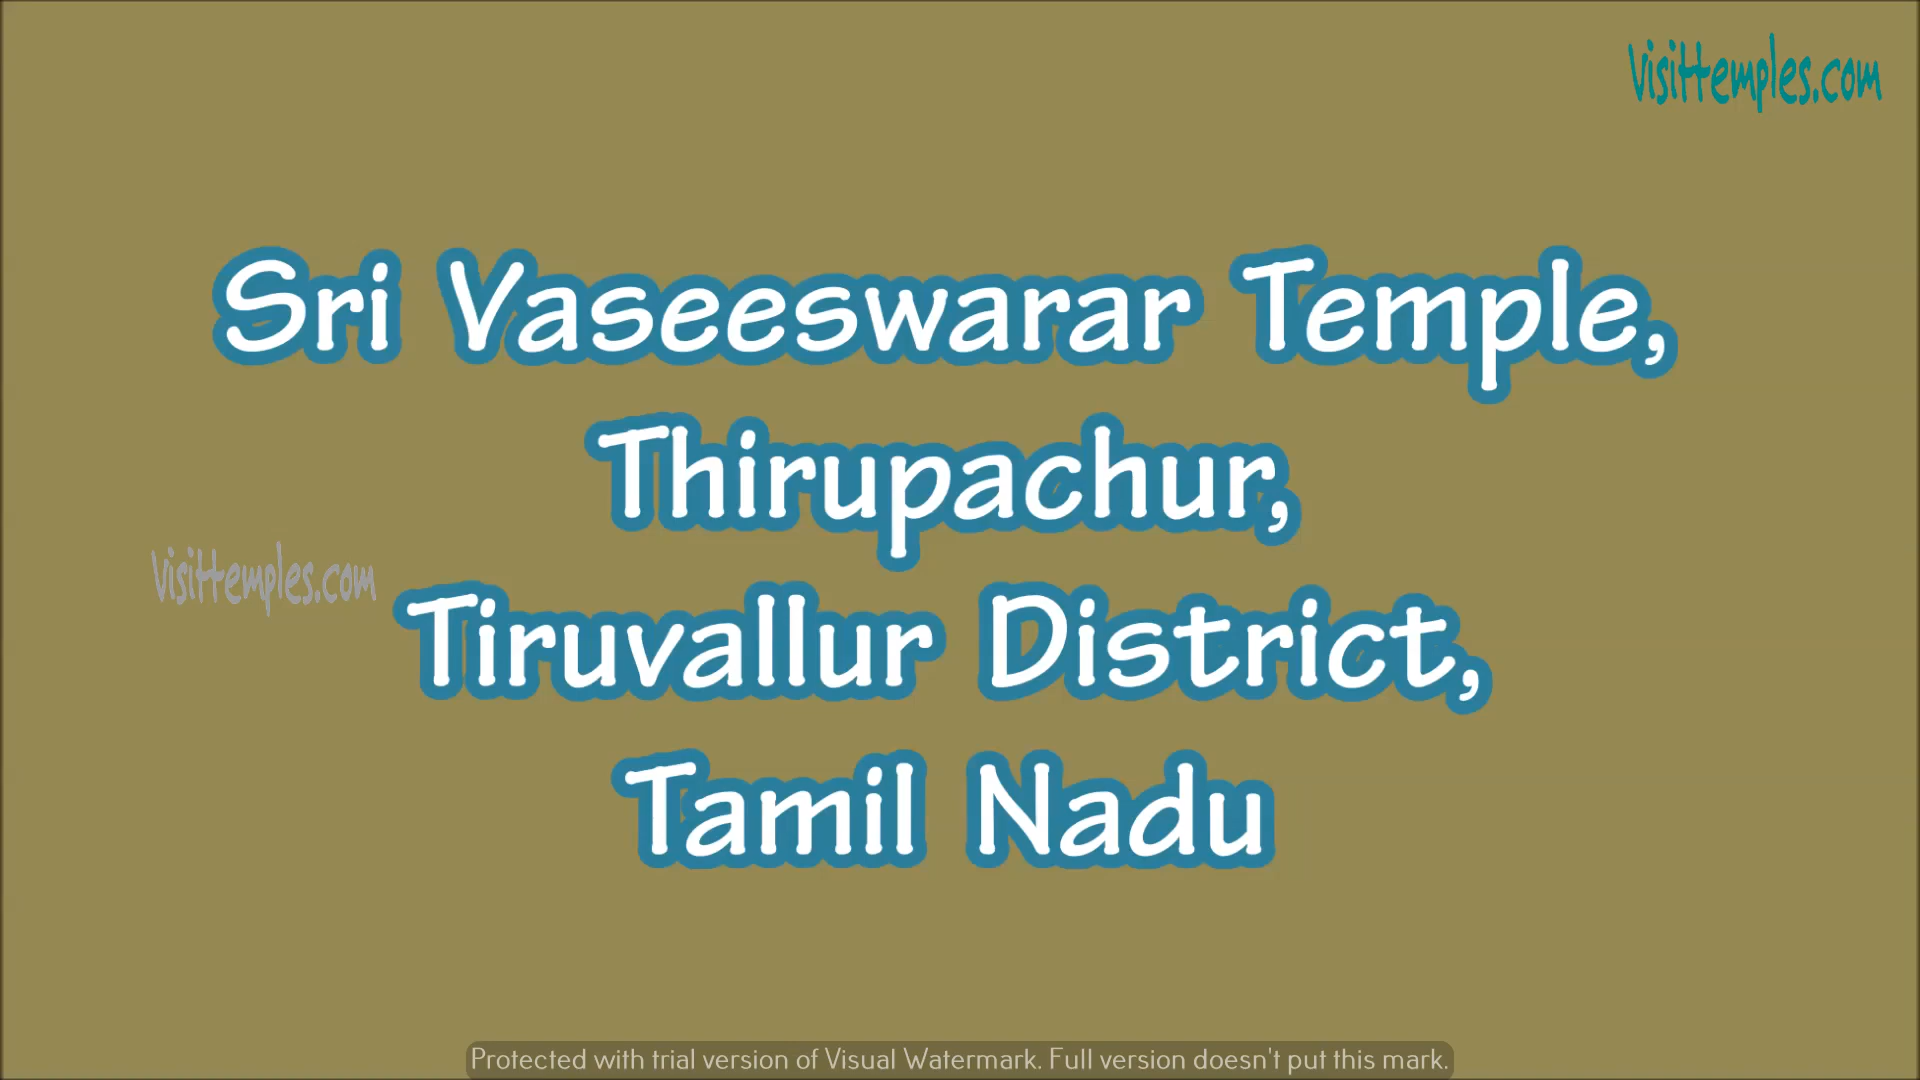 Visittemples.com
Sri Vaseeswarar Temple,
Thirupachur,
Visittemples.com
Tiruvallur District,
Tamil Nadu
Protected with trial version of Visual Watermark. Full version doesn't put this mark.